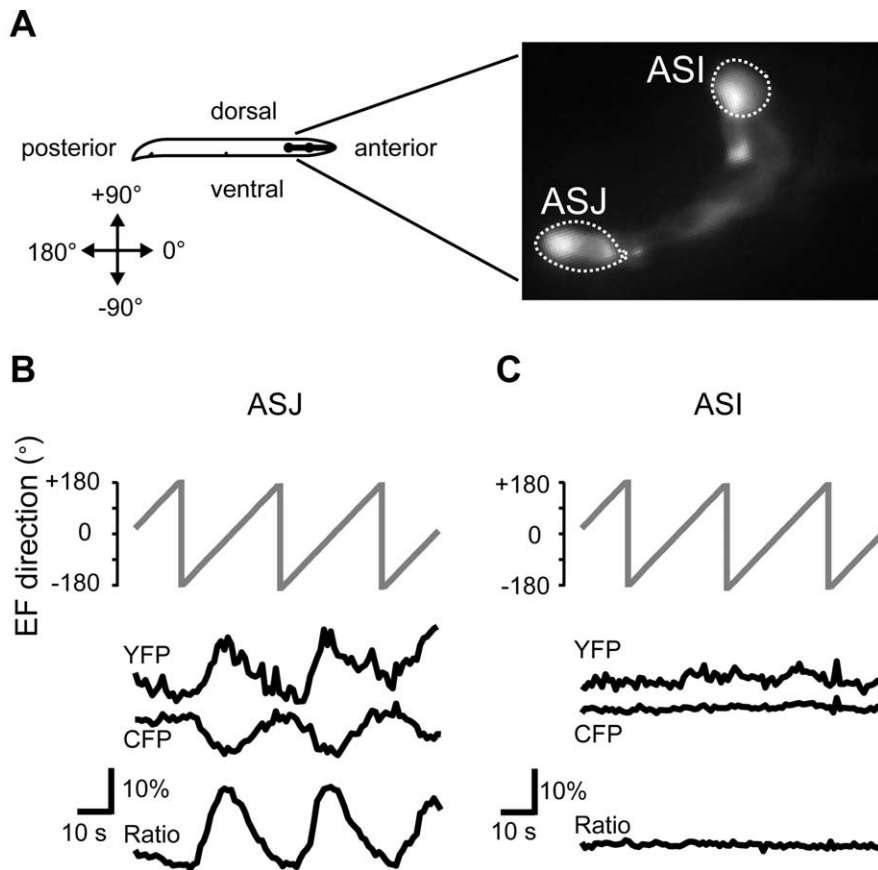 A
dorsal
posterior
anterior
ventral
+90°
180°
0°
-90°
ASI
ASJ
B
ASJ
EF direction (°)
+180
0
-180
YFP
CFP
10%
10 s
Ratio
C
ASI
+180
0
-180
YFP
CFP
10%
10 s
Ratio